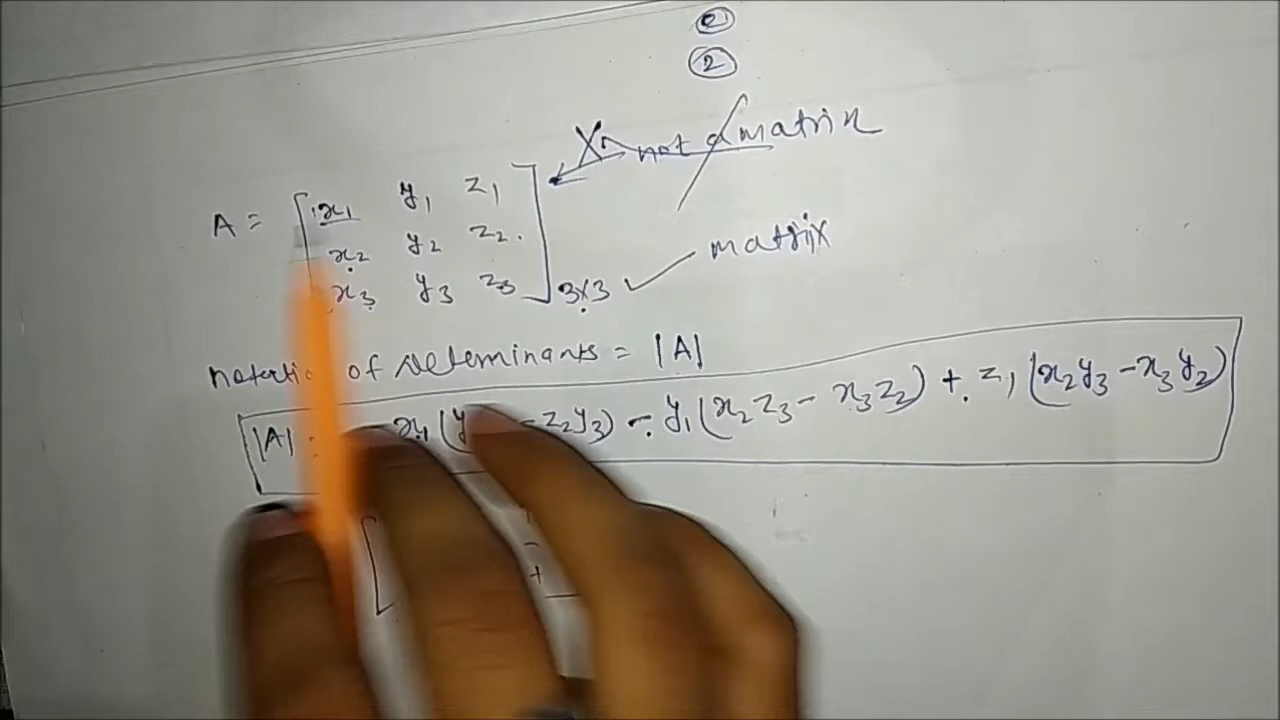 2
2
not a matrix
A = [ x₁ y₁ z₁
x₂ y₂ z₂
x₃ y₃ z₃ ] 3×3 matrix
of = |A|
|A| x₁ ( - z₂y₃) - y₁ (x₂z₃ - x₃z₂) + z₁ (x₂y₃ - x₃y₂)
[
-
+